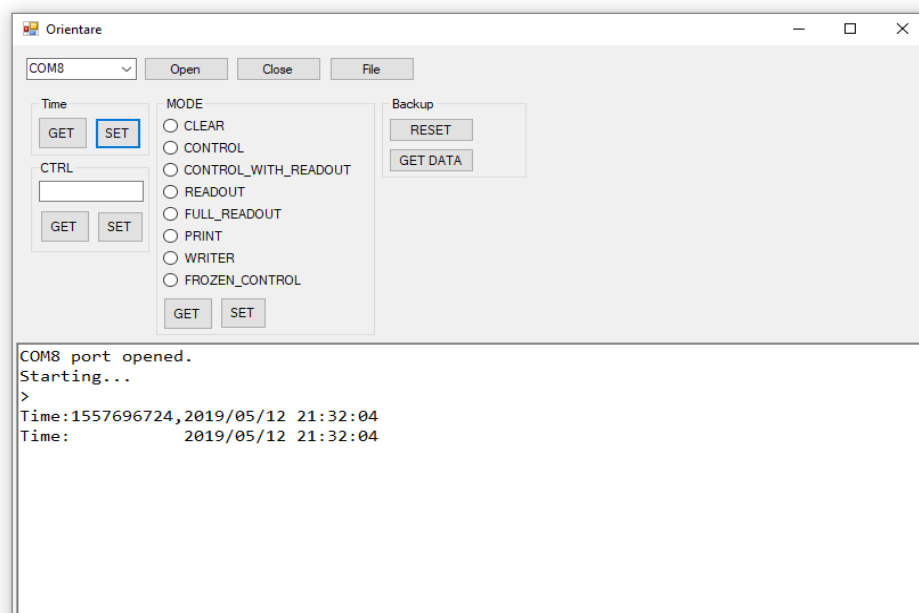 Orientare
COM8 Open Close File
Time
GET SET
CTRL
GET SET
MODE
CLEAR
CONTROL
CONTROL_WITH_READOUT
READOUT
FULL_READOUT
PRINT
WRITER
FROZEN_CONTROL
GET SET
Backup
RESET
GET DATA
COM8 port opened.
Starting...
>
Time:1557696724,2019/05/12 21:32:04
Time:            2019/05/12 21:32:04